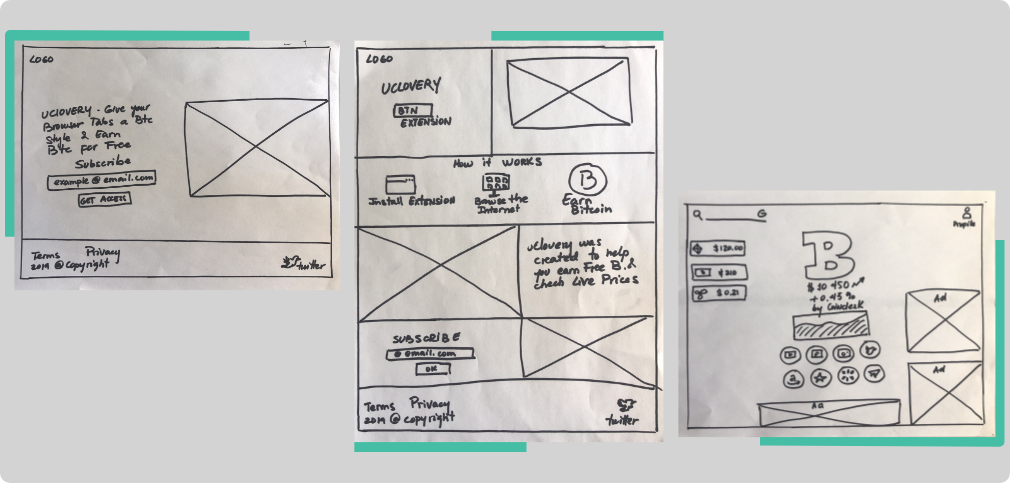 LOGO
UCLOVERY - Give your
Browser Tabs a Btc
Style & Earn
Btc for Free
Subscribe
example@email.com
GET ACCESS
Terms Privacy
2019 @ Copyright
twitter
LOGO
UCLOVERY
BTN
EXTENSION
How it WORKS
Install Extension
Bowse the
Internet
B
Earn
Bitcoin
uclovery was
created to help
you earn Free B. &
check Live Prices
SUBSCRIBE
@ email.com
OK
Terms Privacy
2019 @ copyright
twitter
G
Profile
$120.00
$210
$0.21
B
$10 450
+0.45%
by Coindesk
Ad
Ad
Ad